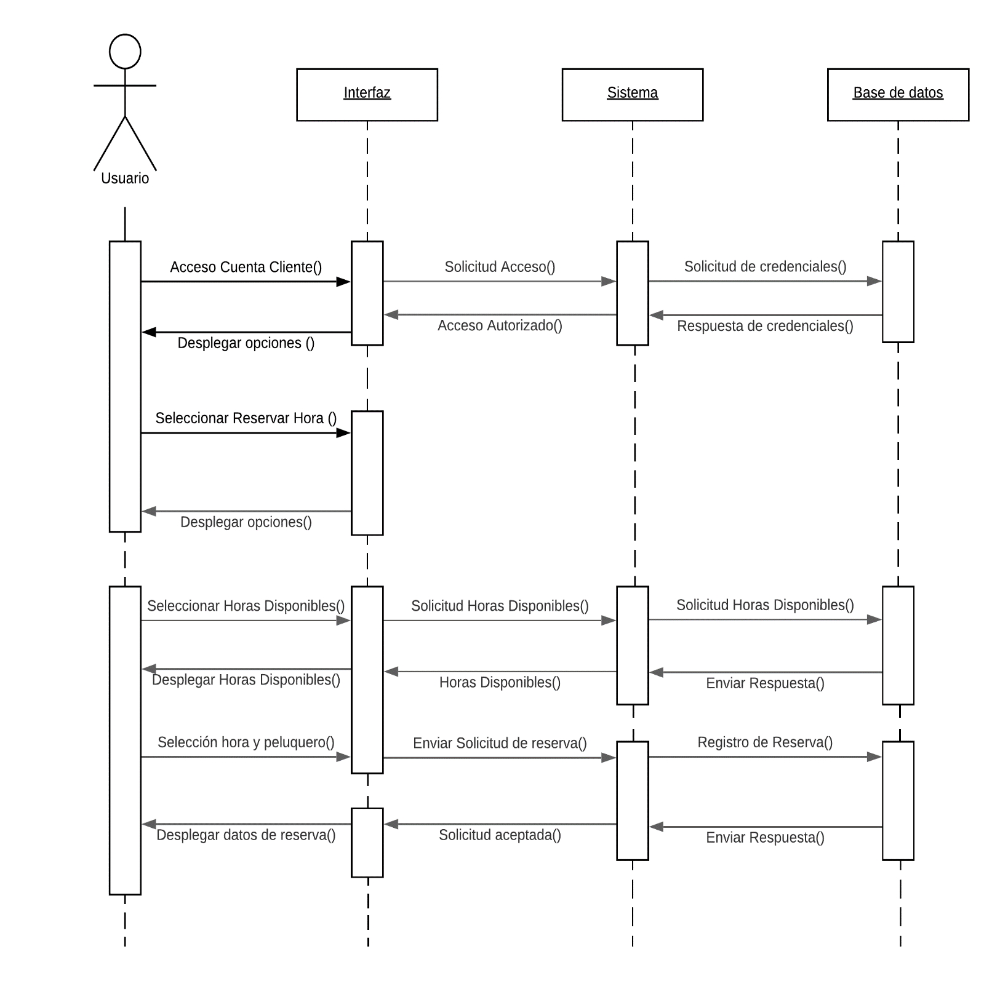 Interfaz
Sistema
Base de datos
Usuario
Acceso Cuenta Cliente()
Solicitud Acceso()
Solicitud de credenciales()
Desplegar opciones ()
Acceso Autorizado()
Respuesta de credenciales()
Seleccionar Reservar Hora ()
Desplegar opciones()
Seleccionar Horas Disponibles()
Solicitud Horas Disponibles()
Solicitud Horas Disponibles()
Desplegar Horas Disponibles()
Horas Disponibles()
Enviar Respuesta()
Selección hora y peluquero()
Enviar Solicitud de reserva()
Registro de Reserva()
Desplegar datos de reserva()
Solicitud aceptada()
Enviar Respuesta()